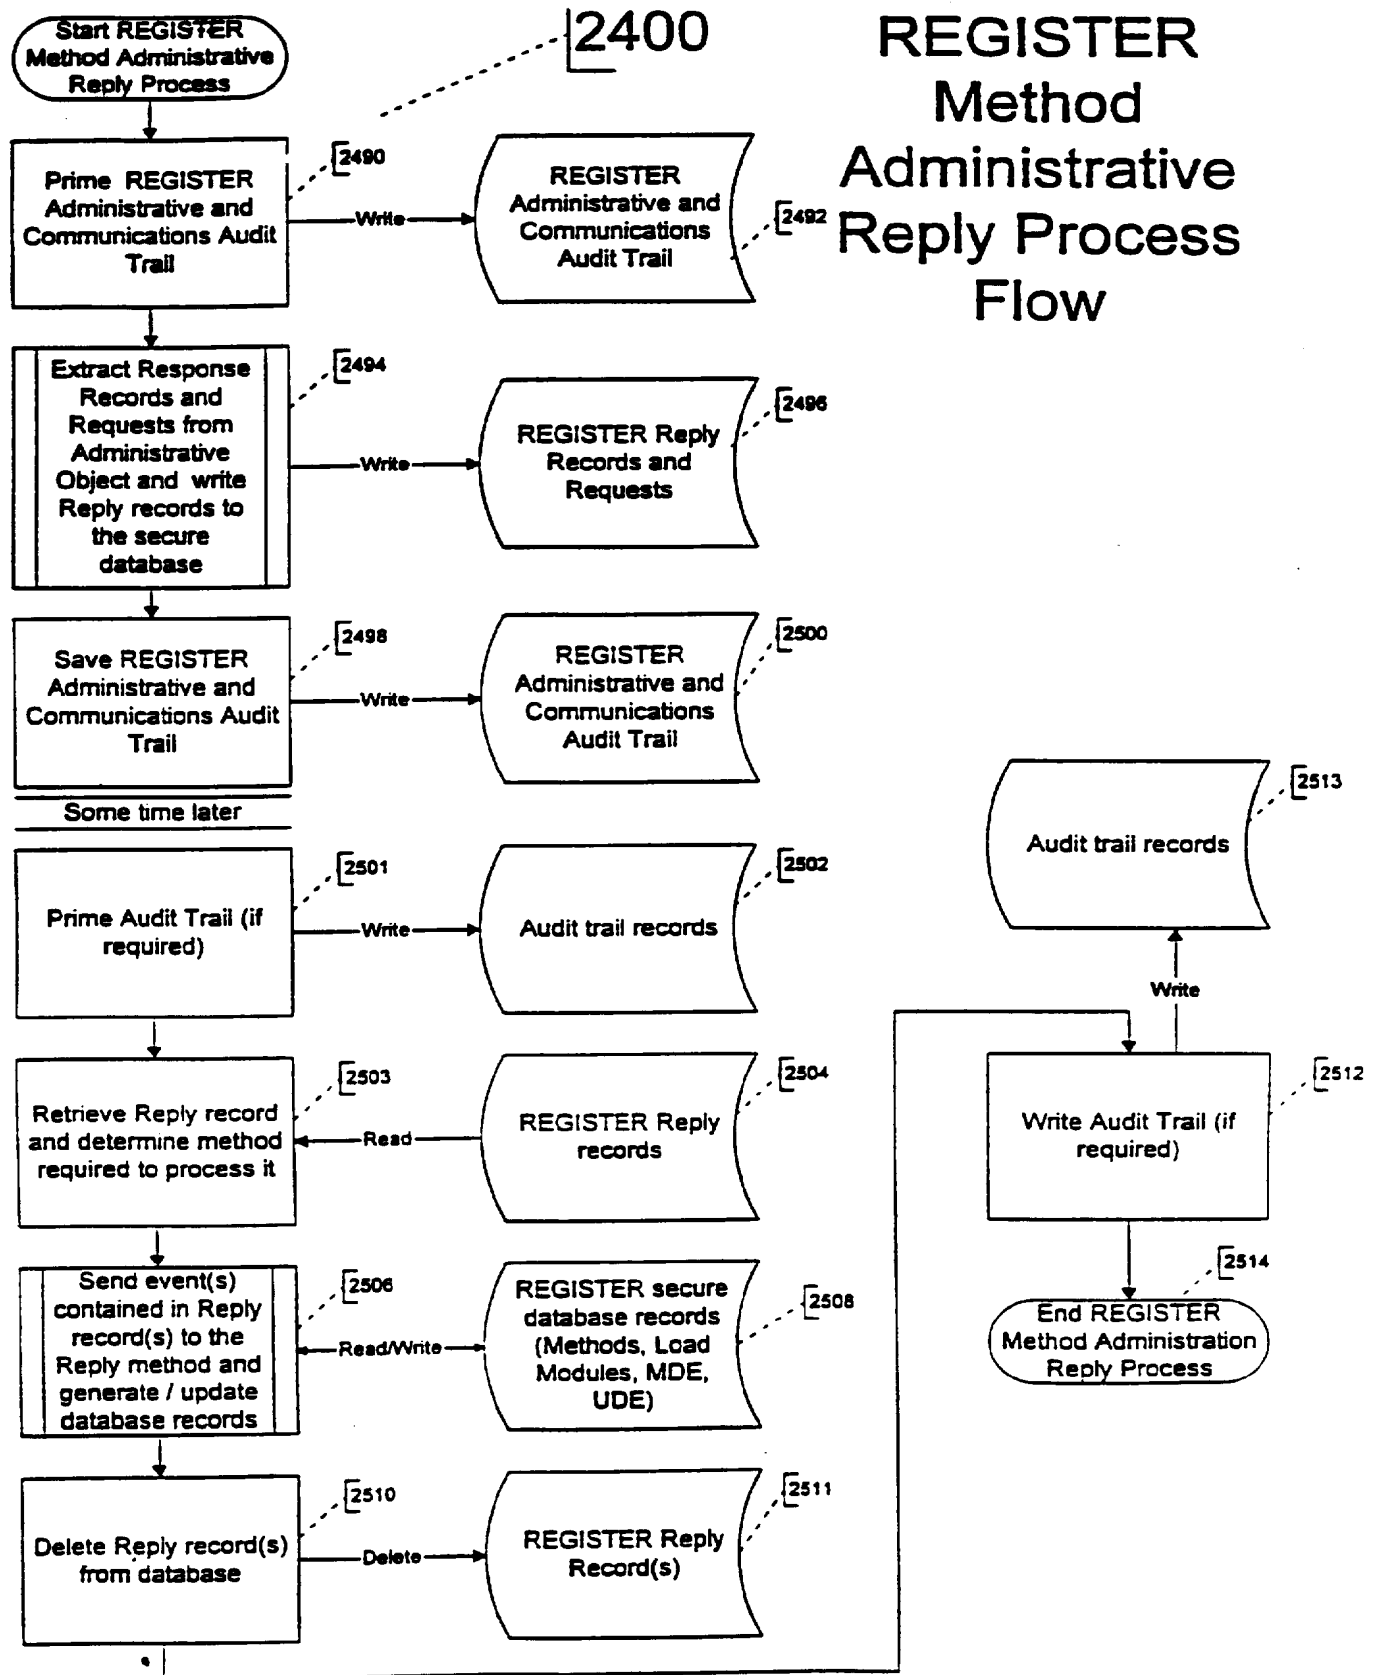 Start REGISTER
Method Administrative
Reply Process
2400
REGISTER
Method
Administrative
Reply Process
Flow
Prime REGISTER
Administrative and
Communications Audit
Trail
2490
Write
REGISTER
Administrative and
Communications
Audit Trail
2492
Extract Response
Records and
Requests from
Administrative
Object and write
Reply records to
the secure
database
2494
Write
REGISTER Reply
Records and
Requests
2496
Save REGISTER
Administrative and
Communications Audit
Trail
2498
Write
REGISTER
Administrative and
Communications
Audit Trail
2500
Some time later
Prime Audit Trail (if
required)
2501
Write
Audit trail records
2502
Retrieve Reply record
and determine method
required to process it
2503
Read
REGISTER Reply
records
2504
Send event(s)
contained in Reply
record(s) to the
Reply method and
generate / update
database records
2506
Read/Write
REGISTER secure
database records
(Methods, Load
Modules, MDE,
UDE)
2508
Delete Reply record(s)
from database
2510
Delete
REGISTER Reply
Record(s)
2511
Audit trail records
2513
Write
Write Audit Trail (if
required)
2512
2514
End REGISTER
Method Administration
Reply Process